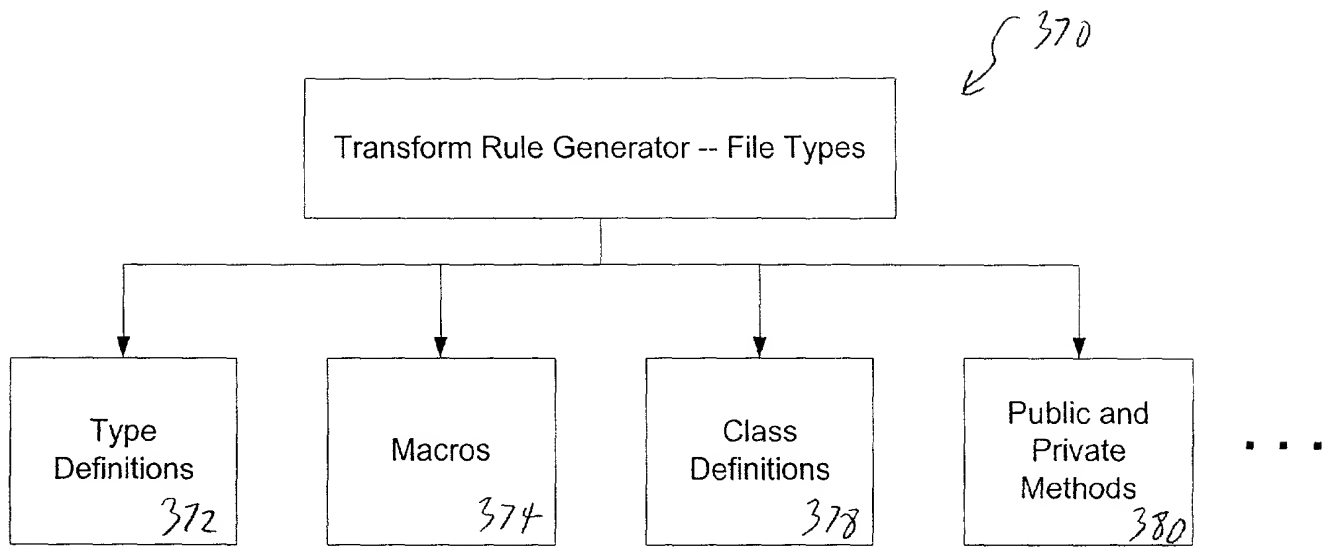 370
Transform Rule Generator -- File Types
Type
Definitions
372
Macros
374
Class
Definitions
378
Public and
Private
Methods
380
. . .